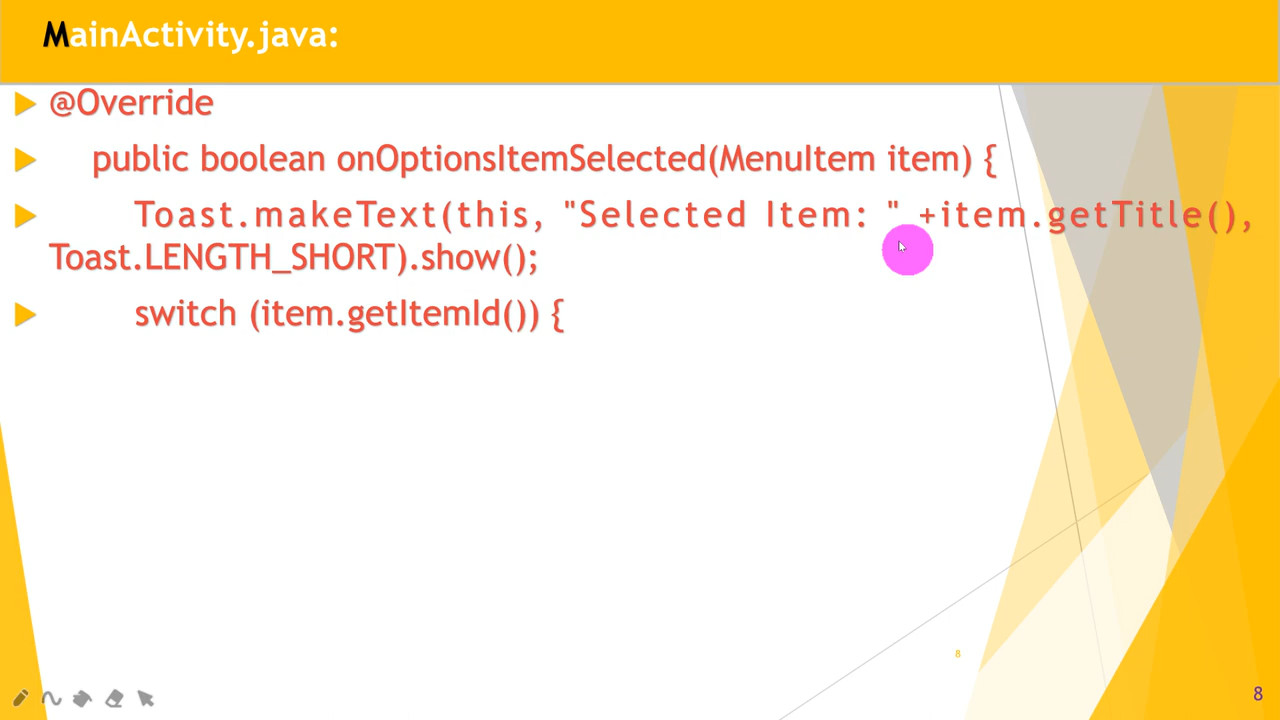 MainActivity.java:
@Override
public boolean onOptionsItemSelected(MenuItem item) {
Toast.makeText(this, "Selected Item: " +item.getTitle(),
Toast.LENGTH_SHORT).show();
switch (item.getItemId()) {
8
8